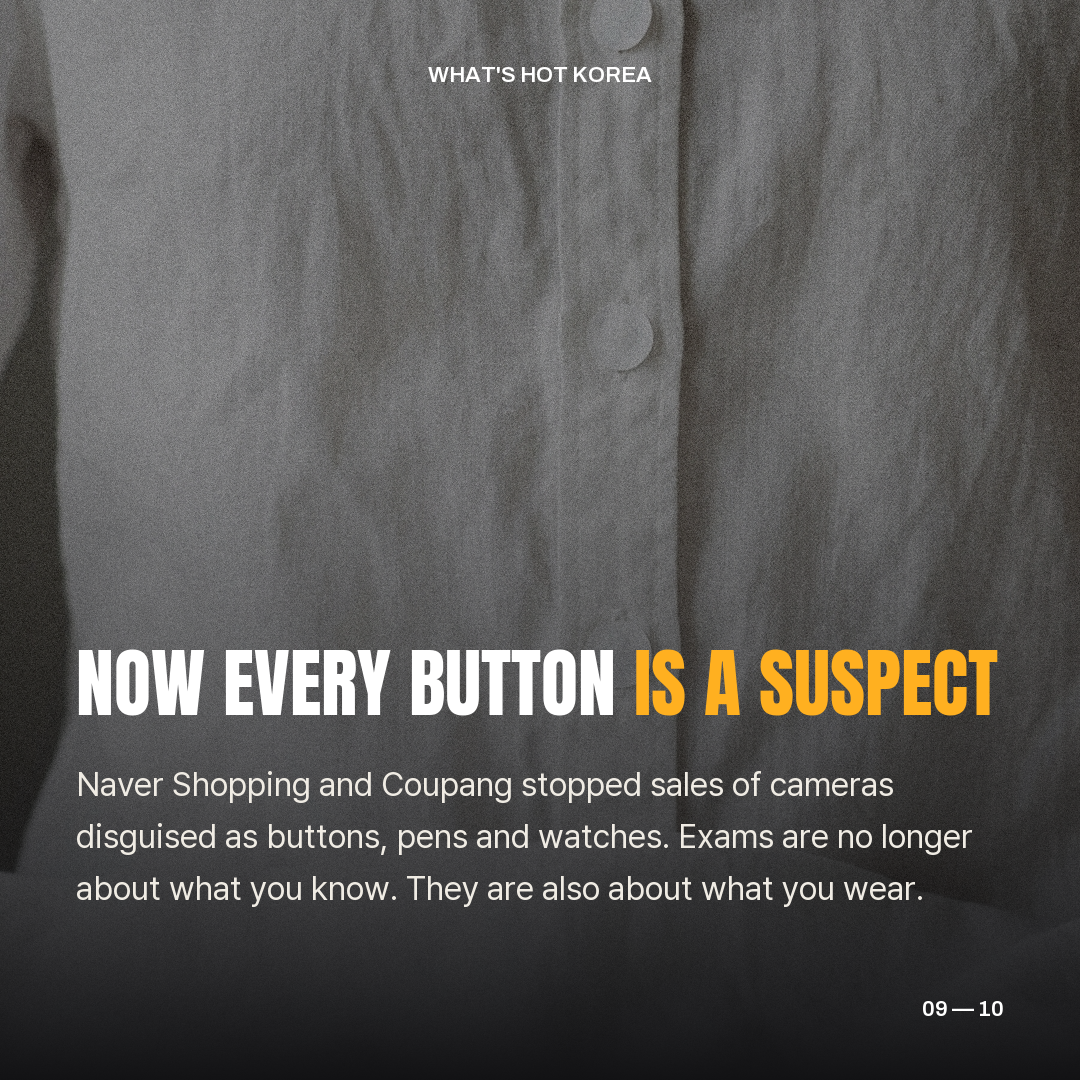 WHAT'S HOT KOREA
NOW EVERY BUTTON IS A SUSPECT
Naver Shopping and Coupang stopped sales of cameras
disguised as buttons, pens and watches. Exams are no longer
about what you know. They are also about what you wear.
09 — 10